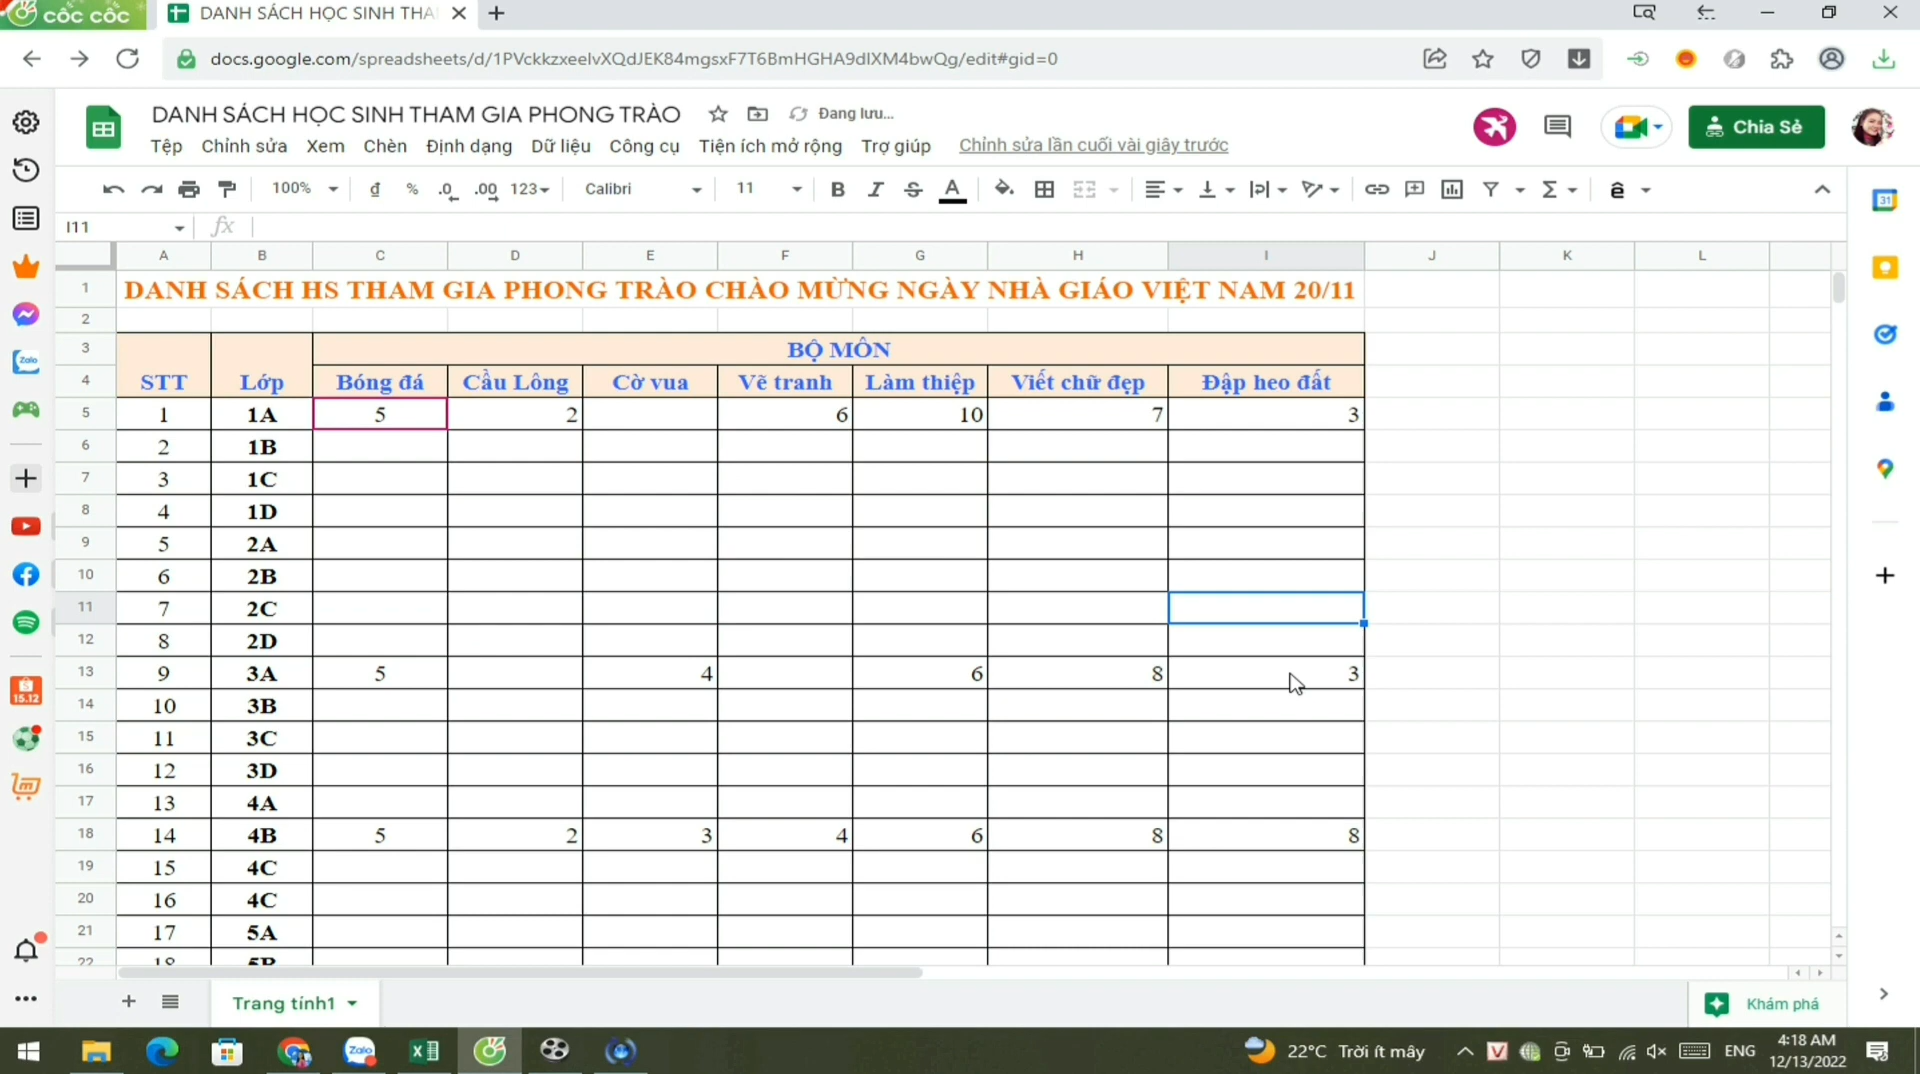 cốc cốc
DANH SÁCH HỌC SINH THA
docs.google.com/spreadsheets/d/1PVckkzxeelvXQdJEK84mgsxF7T6BmHGHA9dIXM4bwQg/edit#gid=0
DANH SÁCH HỌC SINH THAM GIA PHONG TRÀO Đang lưu...
Tệp Chỉnh sửa Xem Chèn Định dạng Dữ liệu Công cụ Tiện ích mở rộng Trợ giúp Chỉnh sửa lần cuối vài giây trước
Chia Sẻ
100% đ % .0 .00 123 Calibri 11 B I S A ê
31
I11 fx
A B C D E F G H I J K L
1 DANH SÁCH HS THAM GIA PHONG TRÀO CHÀO MỪNG NGÀY NHÀ GIÁO VIỆT NAM 20/11
2
3 BỘ MÔN
4 STT Lớp Bóng đá Cầu Lông Cờ vua Vẽ tranh Làm thiệp Viết chữ đẹp Đập heo đất
5 1 1A 5 2 6 10 7 3
6 2 1B
7 3 1C
8 4 1D
9 5 2A
10 6 2B
11 7 2C
12 8 2D
13 9 3A 5 4 6 8 3
14 10 3B
15 11 3C
16 12 3D
17 13 4A
18 14 4B 5 2 3 4 6 8 8
19 15 4C
20 16 4C
21 17 5A
22 18 5B
Zalo
15.12
Trang tính1
Khám phá
Zalo
22°C Trời ít mây
ENG
4:18 AM
12/13/2022